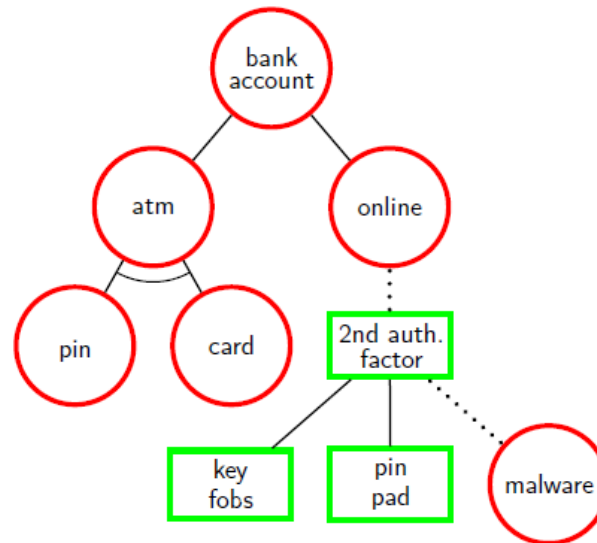 bank
account
atm
online
pin
card
2nd auth.
factor
key
fobs
pin
pad
malware